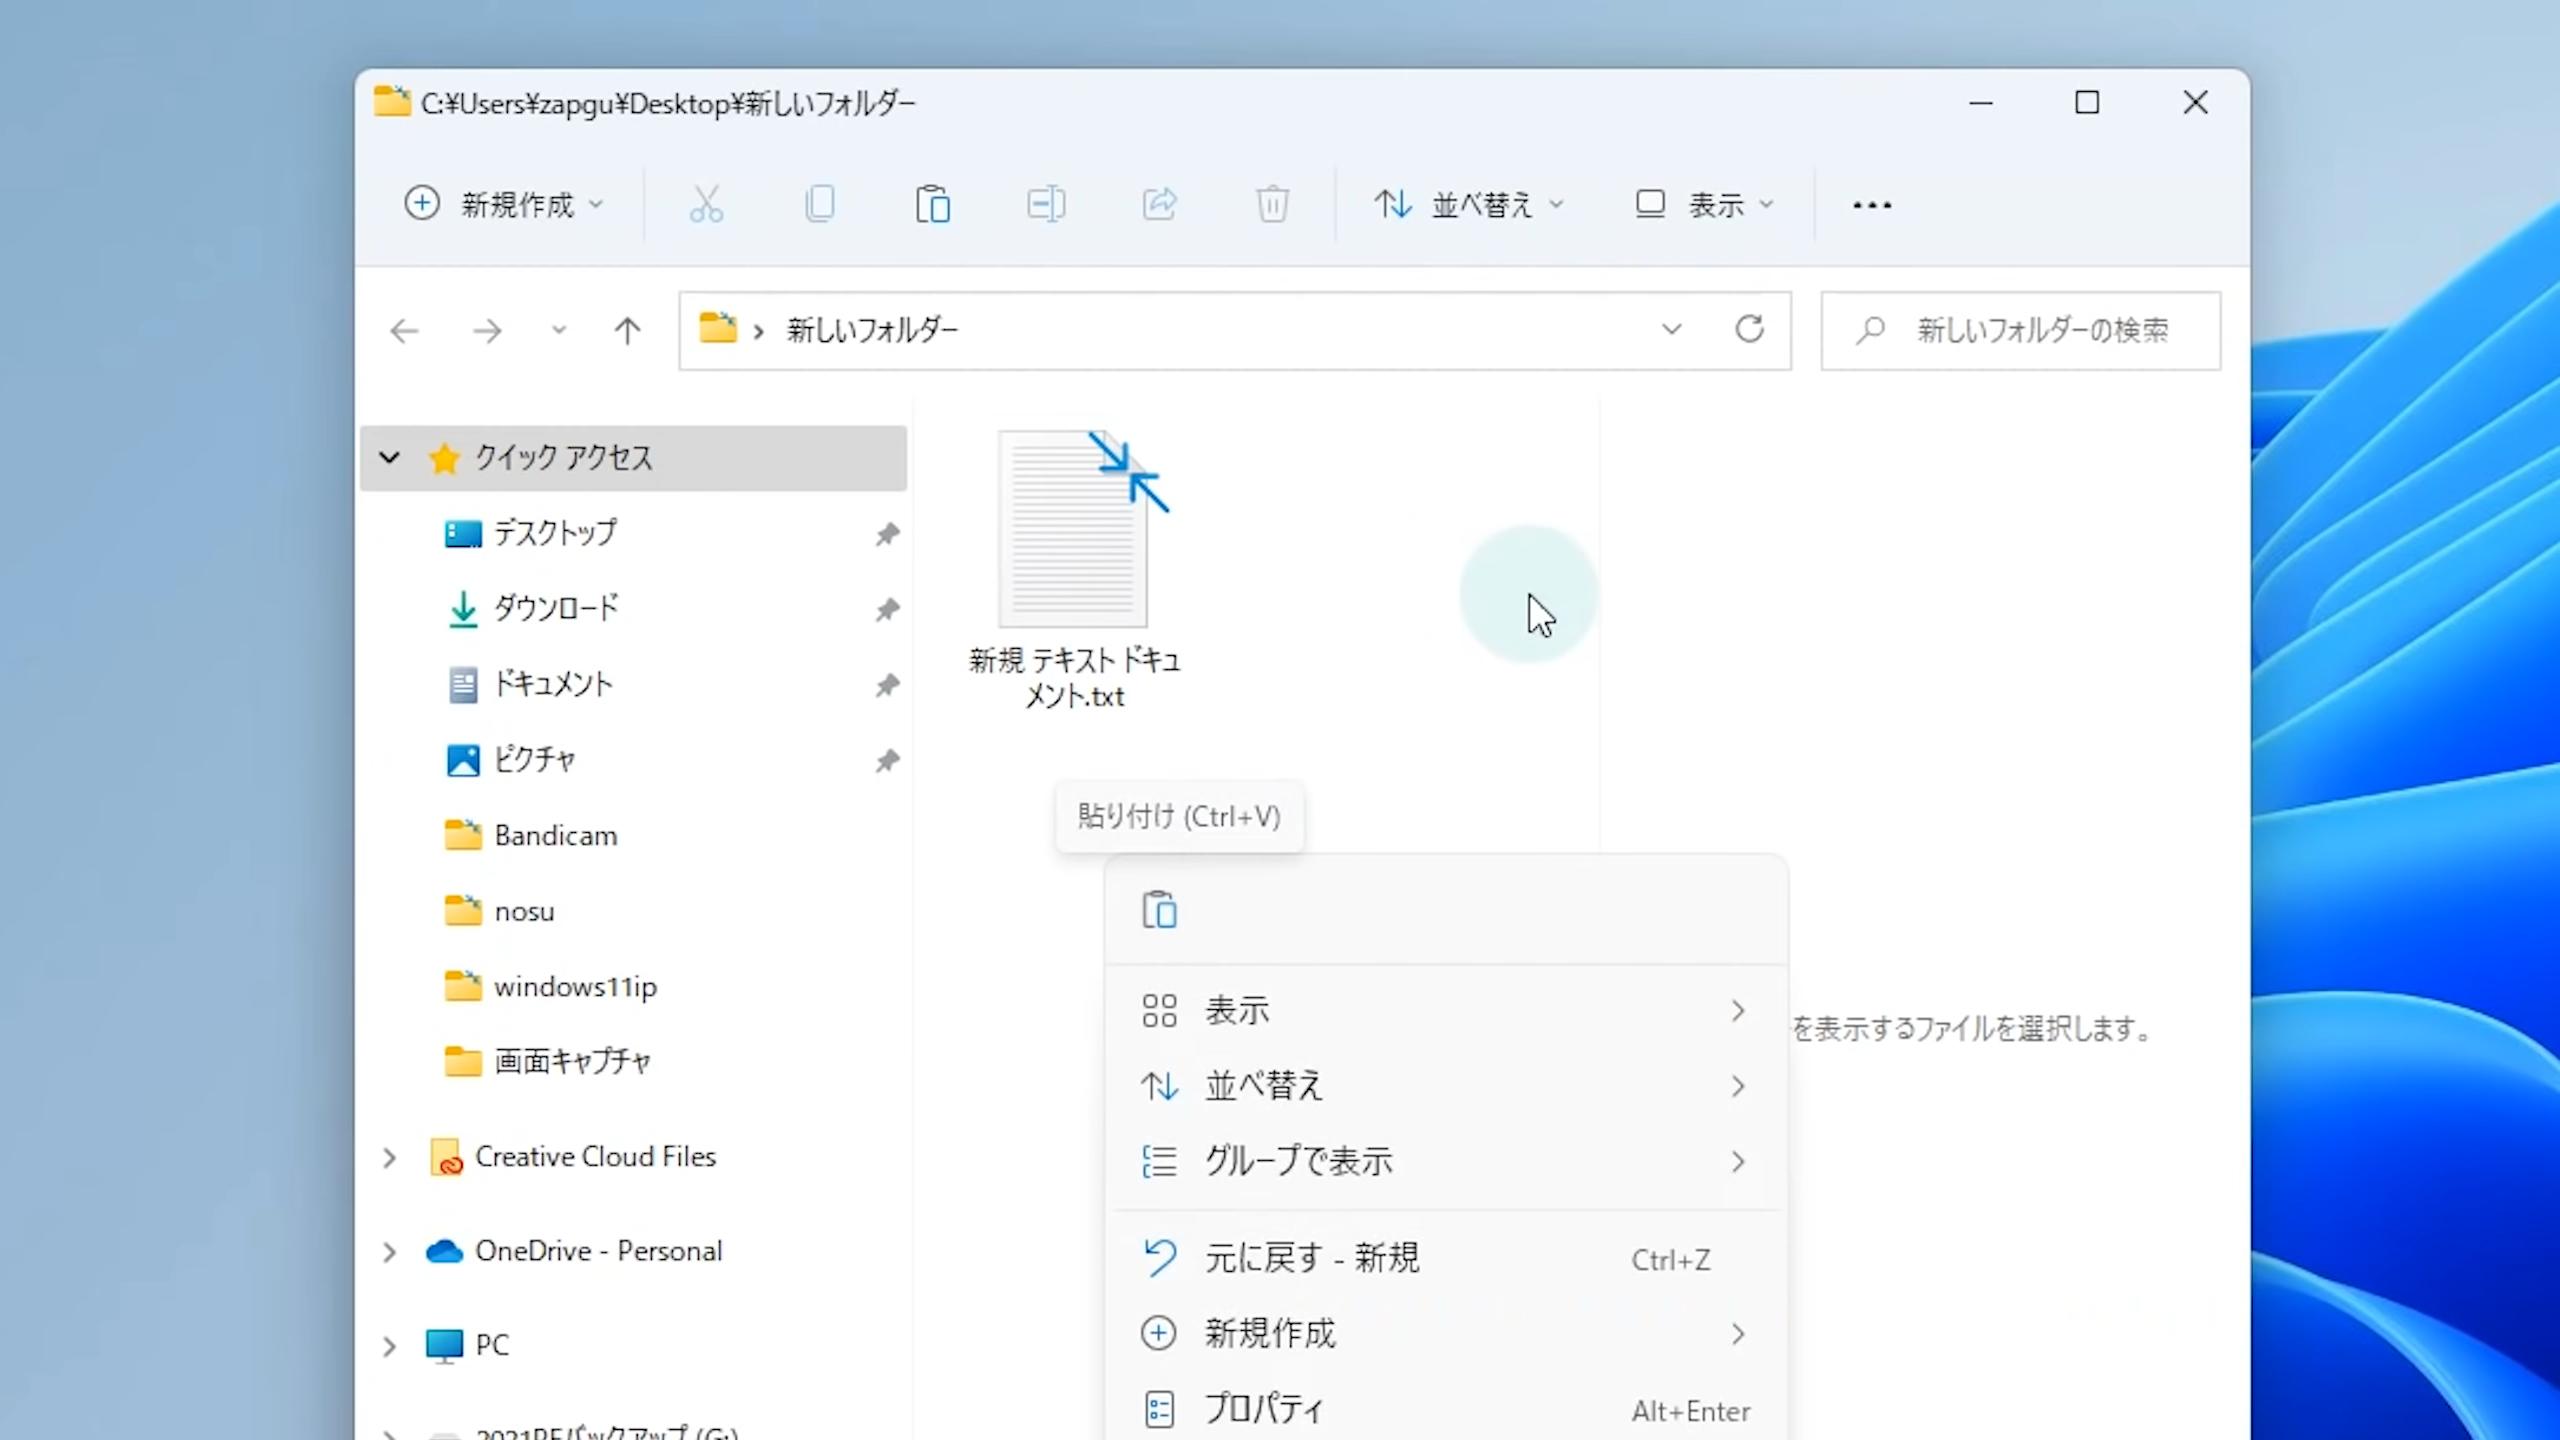 C:¥Users¥zapgu¥Desktop¥新しいフォルダー
新規作成
並べ替え
表示
新しいフォルダー
新しいフォルダーの検索
クイック アクセス
デスクトップ
ダウンロード
ドキュメント
ピクチャ
Bandicam
nosu
windows11ip
画面キャプチャ
Creative Cloud Files
OneDrive - Personal
PC
新規 テキスト ドキュ
メント.txt
貼り付け (Ctrl+V)
表示
並べ替え
グループで表示
元に戻す - 新規 Ctrl+Z
新規作成
プロパティ Alt+Enter
を表示するファイルを選択します。